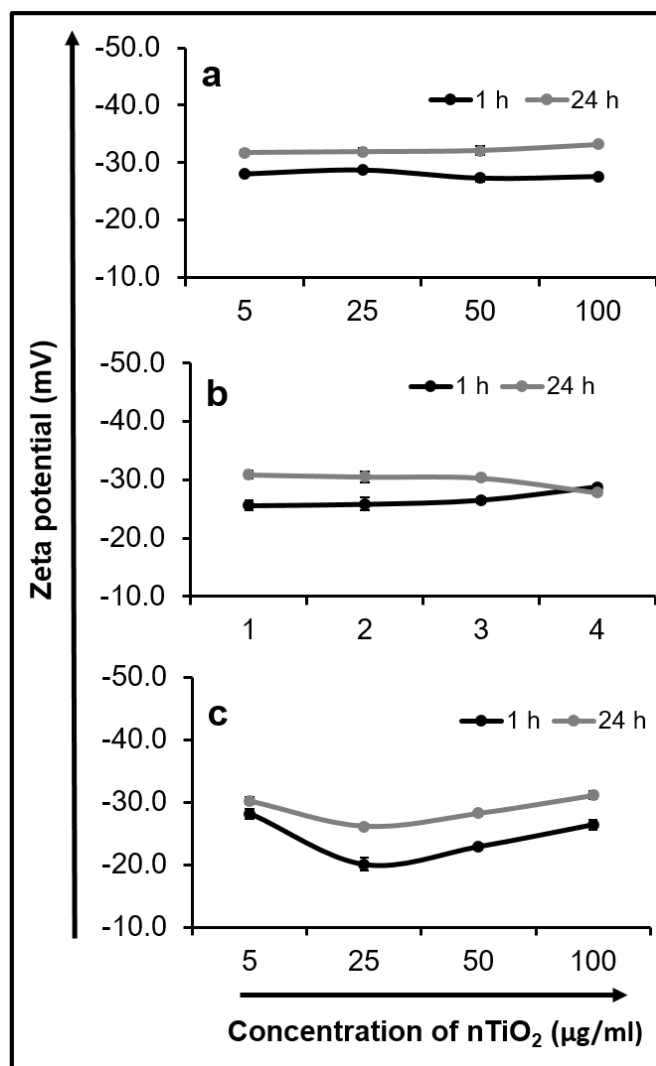 Zeta potential (mV)
a
1 h 24 h
-50.0
-40.0
-30.0
-20.0
-10.0
5 25 50 100
b
1 h 24 h
-50.0
-40.0
-30.0
-20.0
-10.0
1 2 3 4
c
1 h 24 h
-50.0
-40.0
-30.0
-20.0
-10.0
5 25 50 100
Concentration of nTiO₂ (µg/ml)